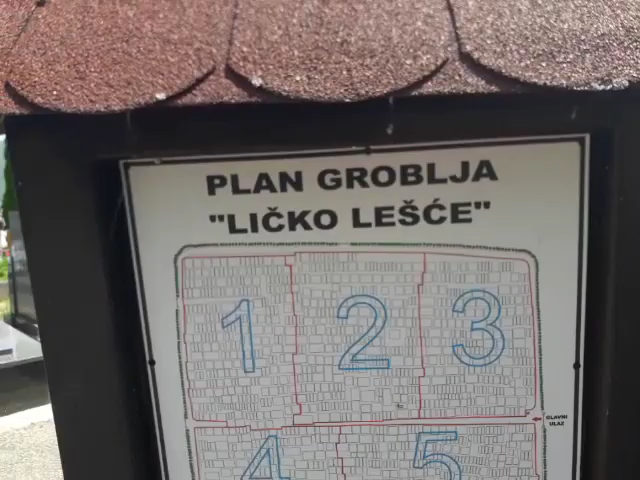 PLAN GROBLJA
"LIČKO LEŠĆE"
1 2 3
GLAVNI
ULAZ
4 5